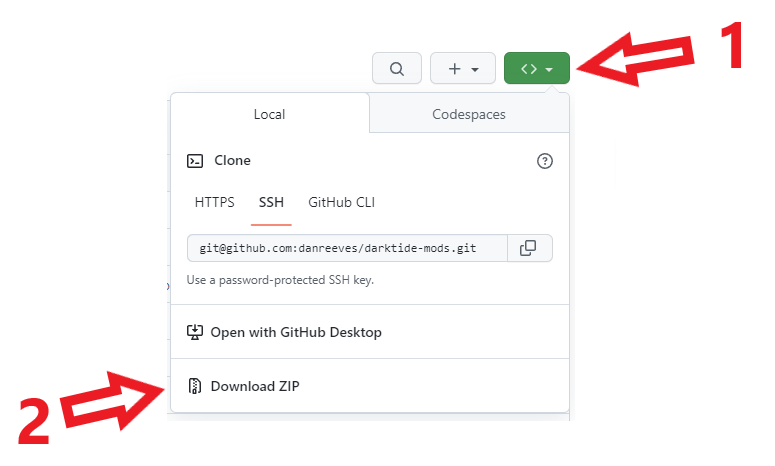 1
Local
Codespaces
Clone
HTTPS
SSH
GitHub CLI
git@github.com:danreeves/darktide-mods.git
Use a password-protected SSH key.
Open with GitHub Desktop
2
Download ZIP